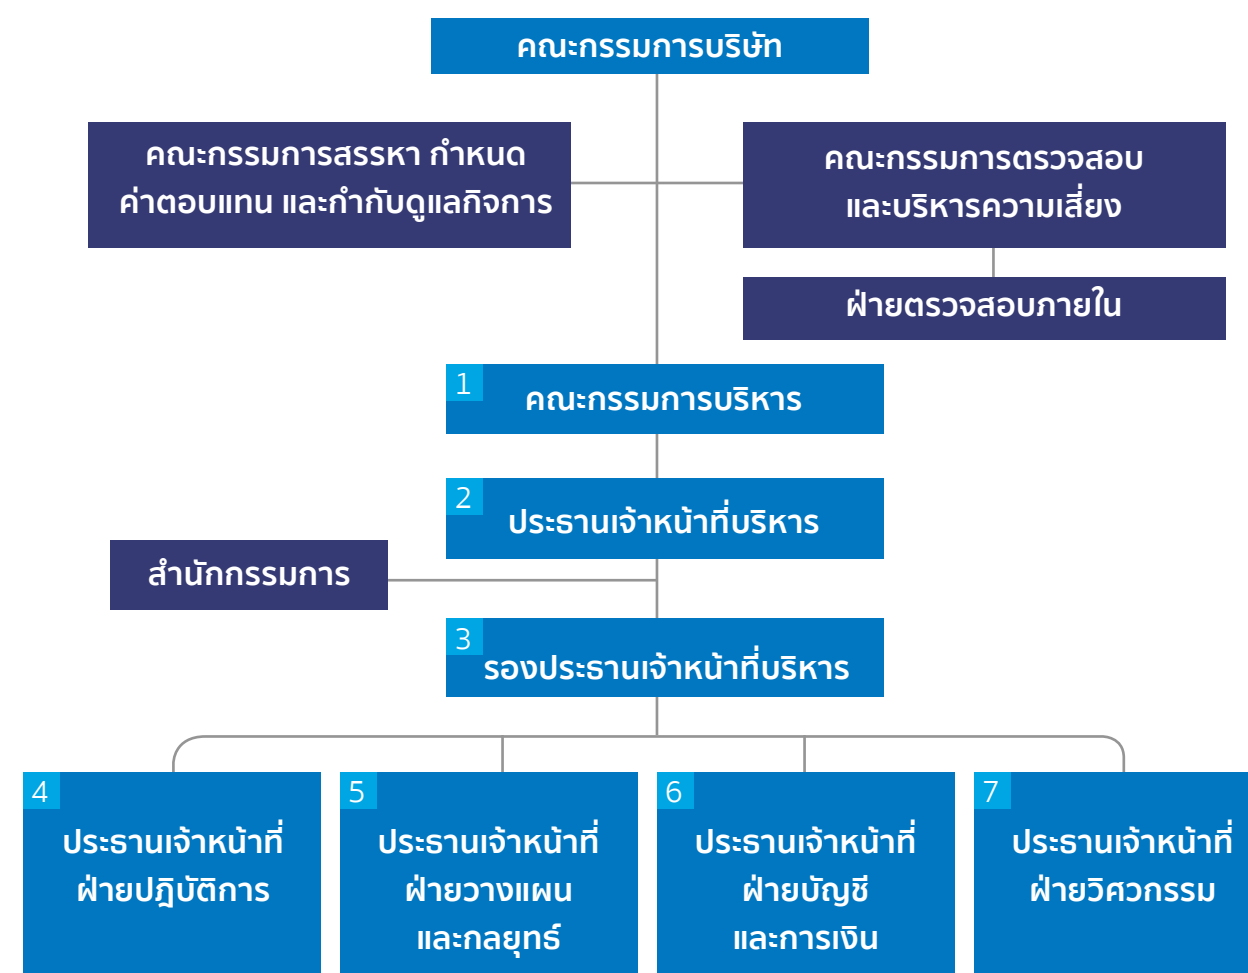 คณะกรรมการบริษัท
คณะกรรมการสรรหา กำหนด
ค่าตอบแทน และกำกับดูแลกิจการ
คณะกรรมการตรวจสอบ
และบริหารความเสี่ยง
ฝ่ายตรวจสอบภายใน
1
คณะกรรมการบริหาร
2
ประธานเจ้าหน้าที่บริหาร
สำนักกรรมการ
3
รองประธานเจ้าหน้าที่บริหาร
4
ประธานเจ้าหน้าที่
ฝ่ายปฎิบัติการ
5
ประธานเจ้าหน้าที่
ฝ่ายวางแผน
และกลยุทธ์
6
ประธานเจ้าหน้าที่
ฝ่ายบัญชี
และการเงิน
7
ประธานเจ้าหน้าที่
ฝ่ายวิศวกรรม